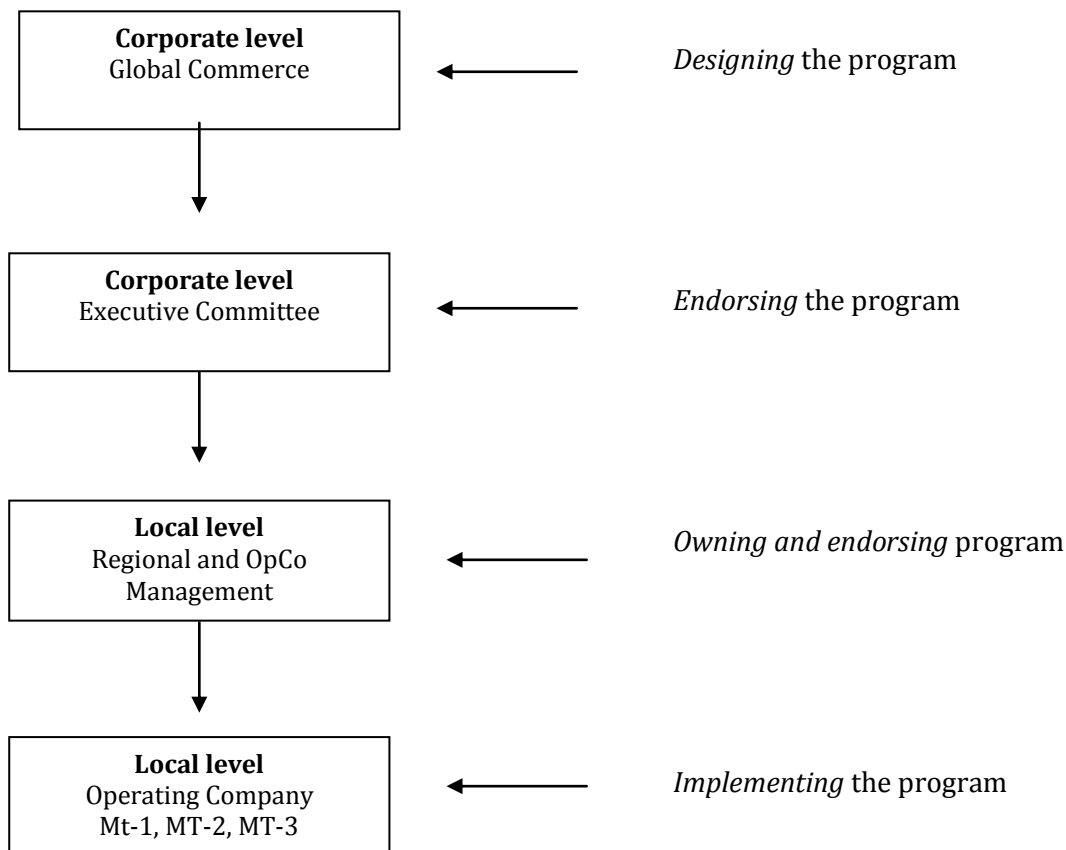 Corporate level
Global Commerce
Designing the program
Corporate level
Executive Committee
Endorsing the program
Local level
Regional and OpCo
Management
Owning and endorsing program
Local level
Operating Company
Mt-1, MT-2, MT-3
Implementing the program